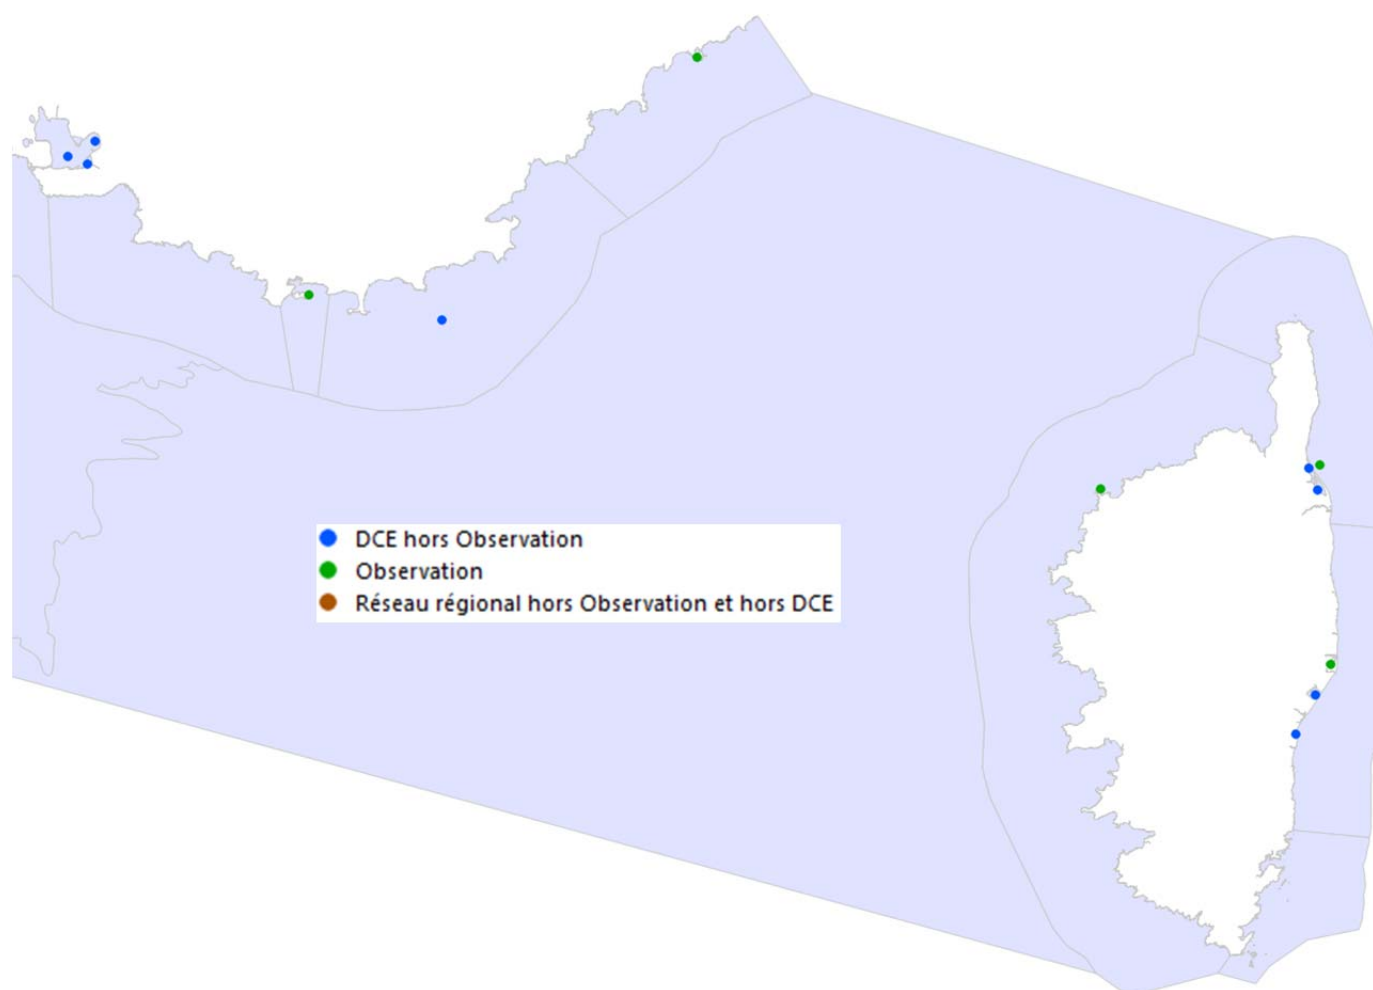 DCE hors Observation
Observation
Réseau régional hors Observation et hors DCE